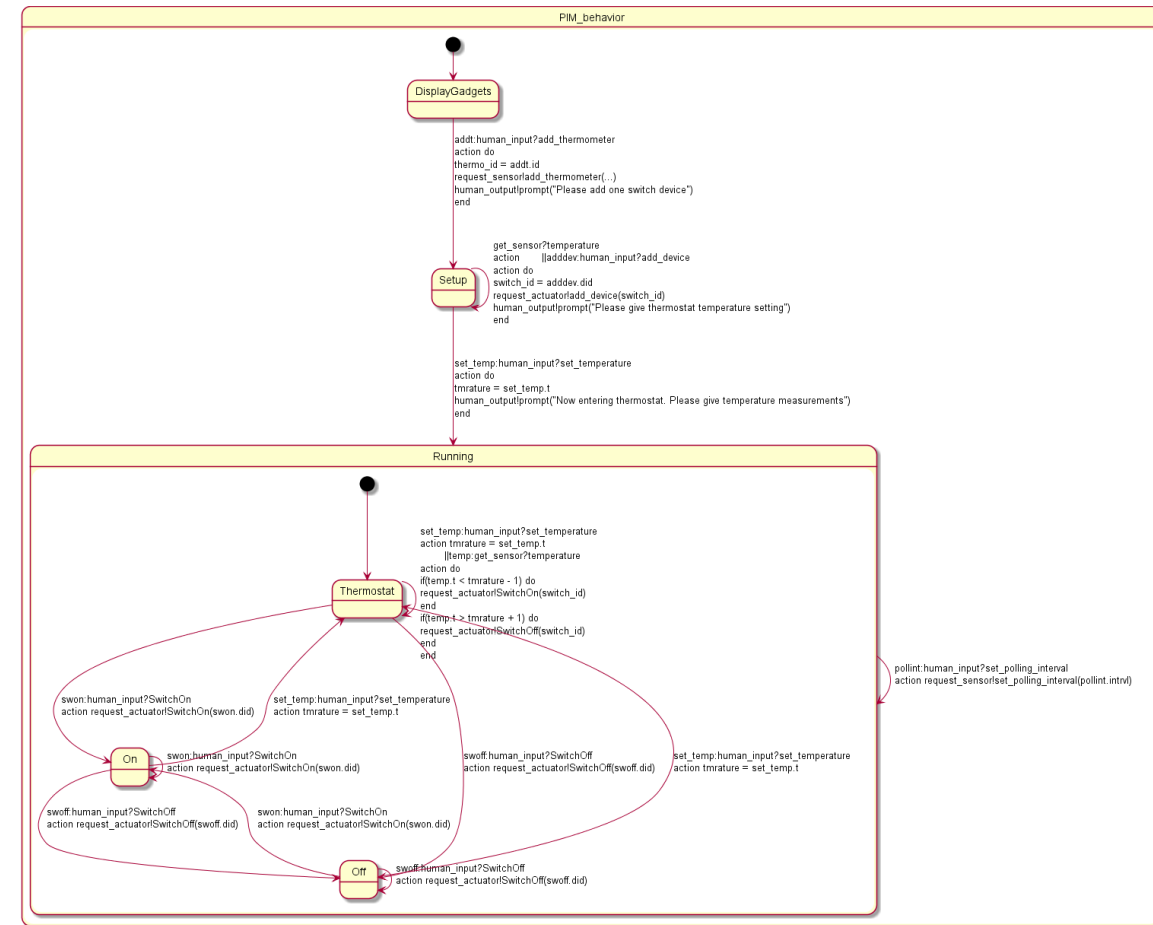 PIM_behavior
DisplayGadgets
addt:human_input?add_thermometer
action do
thermo_id = addt.id
request_sensor!add_thermometer(...)
human_output!prompt("Please add one switch device")
end
get_sensor?temperature
action ||adddev:human_input?add_device
action do
switch_id = adddev.did
request_actuator!add_device(switch_id)
human_output!prompt("Please give thermostat temperature setting")
end
Setup
set_temp:human_input?set_temperature
action do
tmrature = set_temp.t
human_output!prompt("Now entering thermostat. Please give temperature measurements")
end
Running
set_temp:human_input?set_temperature
action tmrature = set_temp.t
||temp:get_sensor?temperature
action do
if(temp.t < tmrature - 1) do
request_actuator!SwitchOn(switch_id)
end
if(temp.t > tmrature + 1) do
request_actuator!SwitchOff(switch_id)
end
end
Thermostat
pollint:human_input?set_polling_interval
action request_sensor!set_polling_interval(pollint.intrvl)
swon:human_input?SwitchOn
action request_actuator!SwitchOn(swon.did)
set_temp:human_input?set_temperature
action tmrature = set_temp.t
swoff:human_input?SwitchOff
action request_actuator!SwitchOff(swoff.did)
set_temp:human_input?set_temperature
action tmrature = set_temp.t
On
swon:human_input?SwitchOn
action request_actuator!SwitchOn(swon.did)
swoff:human_input?SwitchOff
action request_actuator!SwitchOff(swoff.did)
swon:human_input?SwitchOn
action request_actuator!SwitchOn(swon.did)
Off
swoff:human_input?SwitchOff
action request_actuator!SwitchOff(swoff.did)